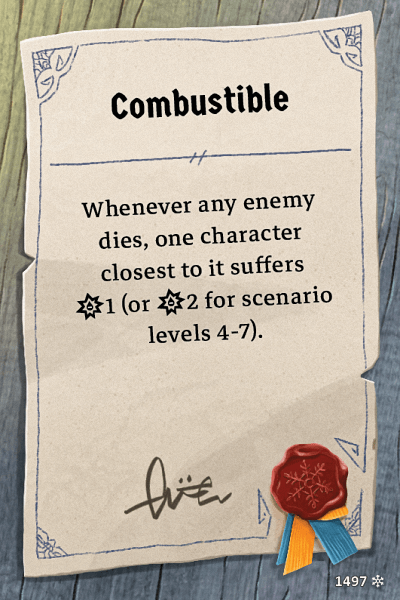 Combustible
Whenever any enemy
dies, one character
closest to it suffers
1 (or 2 for scenario
levels 4-7).
1497